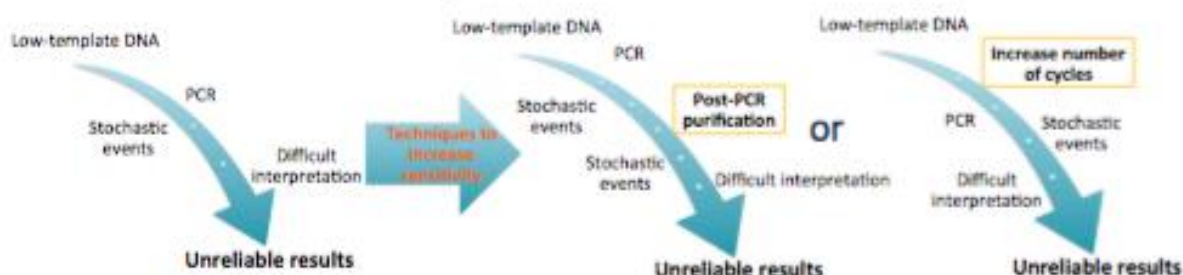 Low-template DNA
PCR
Stochastic
events
Difficult
interpretation
Unreliable results
Techniques to
increase
sensitivity
Low-template DNA
PCR
Stochastic
events
Post-PCR
purification
Stochastic
events
Difficult interpretation
Unreliable results
or
Low-template DNA
Increase number
of cycles
PCR
Stochastic
events
Difficult
interpretation
Unreliable results